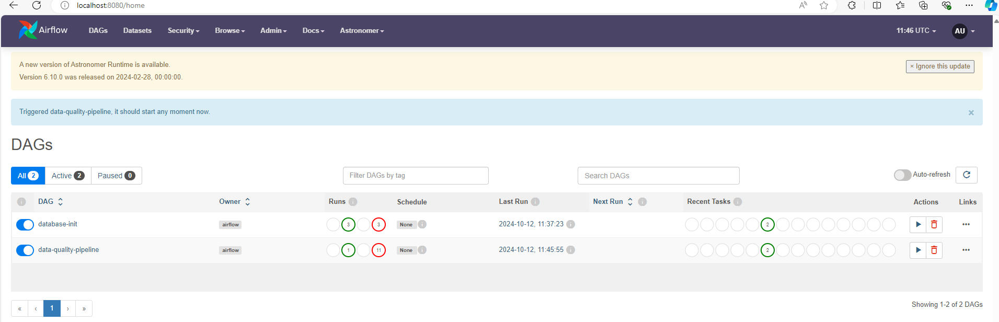 localhost:8080/home
Airflow DAGs Datasets Security Browse Admin Docs Astronomer 11:46 UTC AU
A new version of Astronomer Runtime is available.
× Ignore this update
Version 6.10.0 was released on 2024-02-28, 00:00:00.
Triggered data-quality-pipeline, it should start any moment now.
×
DAGs
All 2 Active 2 Paused 0 Filter DAGs by tag Search DAGs Auto-refresh
i DAG Owner Runs i Schedule Last Run i Next Run i Recent Tasks i Actions Links
database-init airflow 3 3 None i 2024-10-12, 11:37:23 i 2 •••
data-quality-pipeline airflow 1 11 None i 2024-10-12, 11:45:55 i 2 •••
« ‹ 1 › »
Showing 1-2 of 2 DAGs